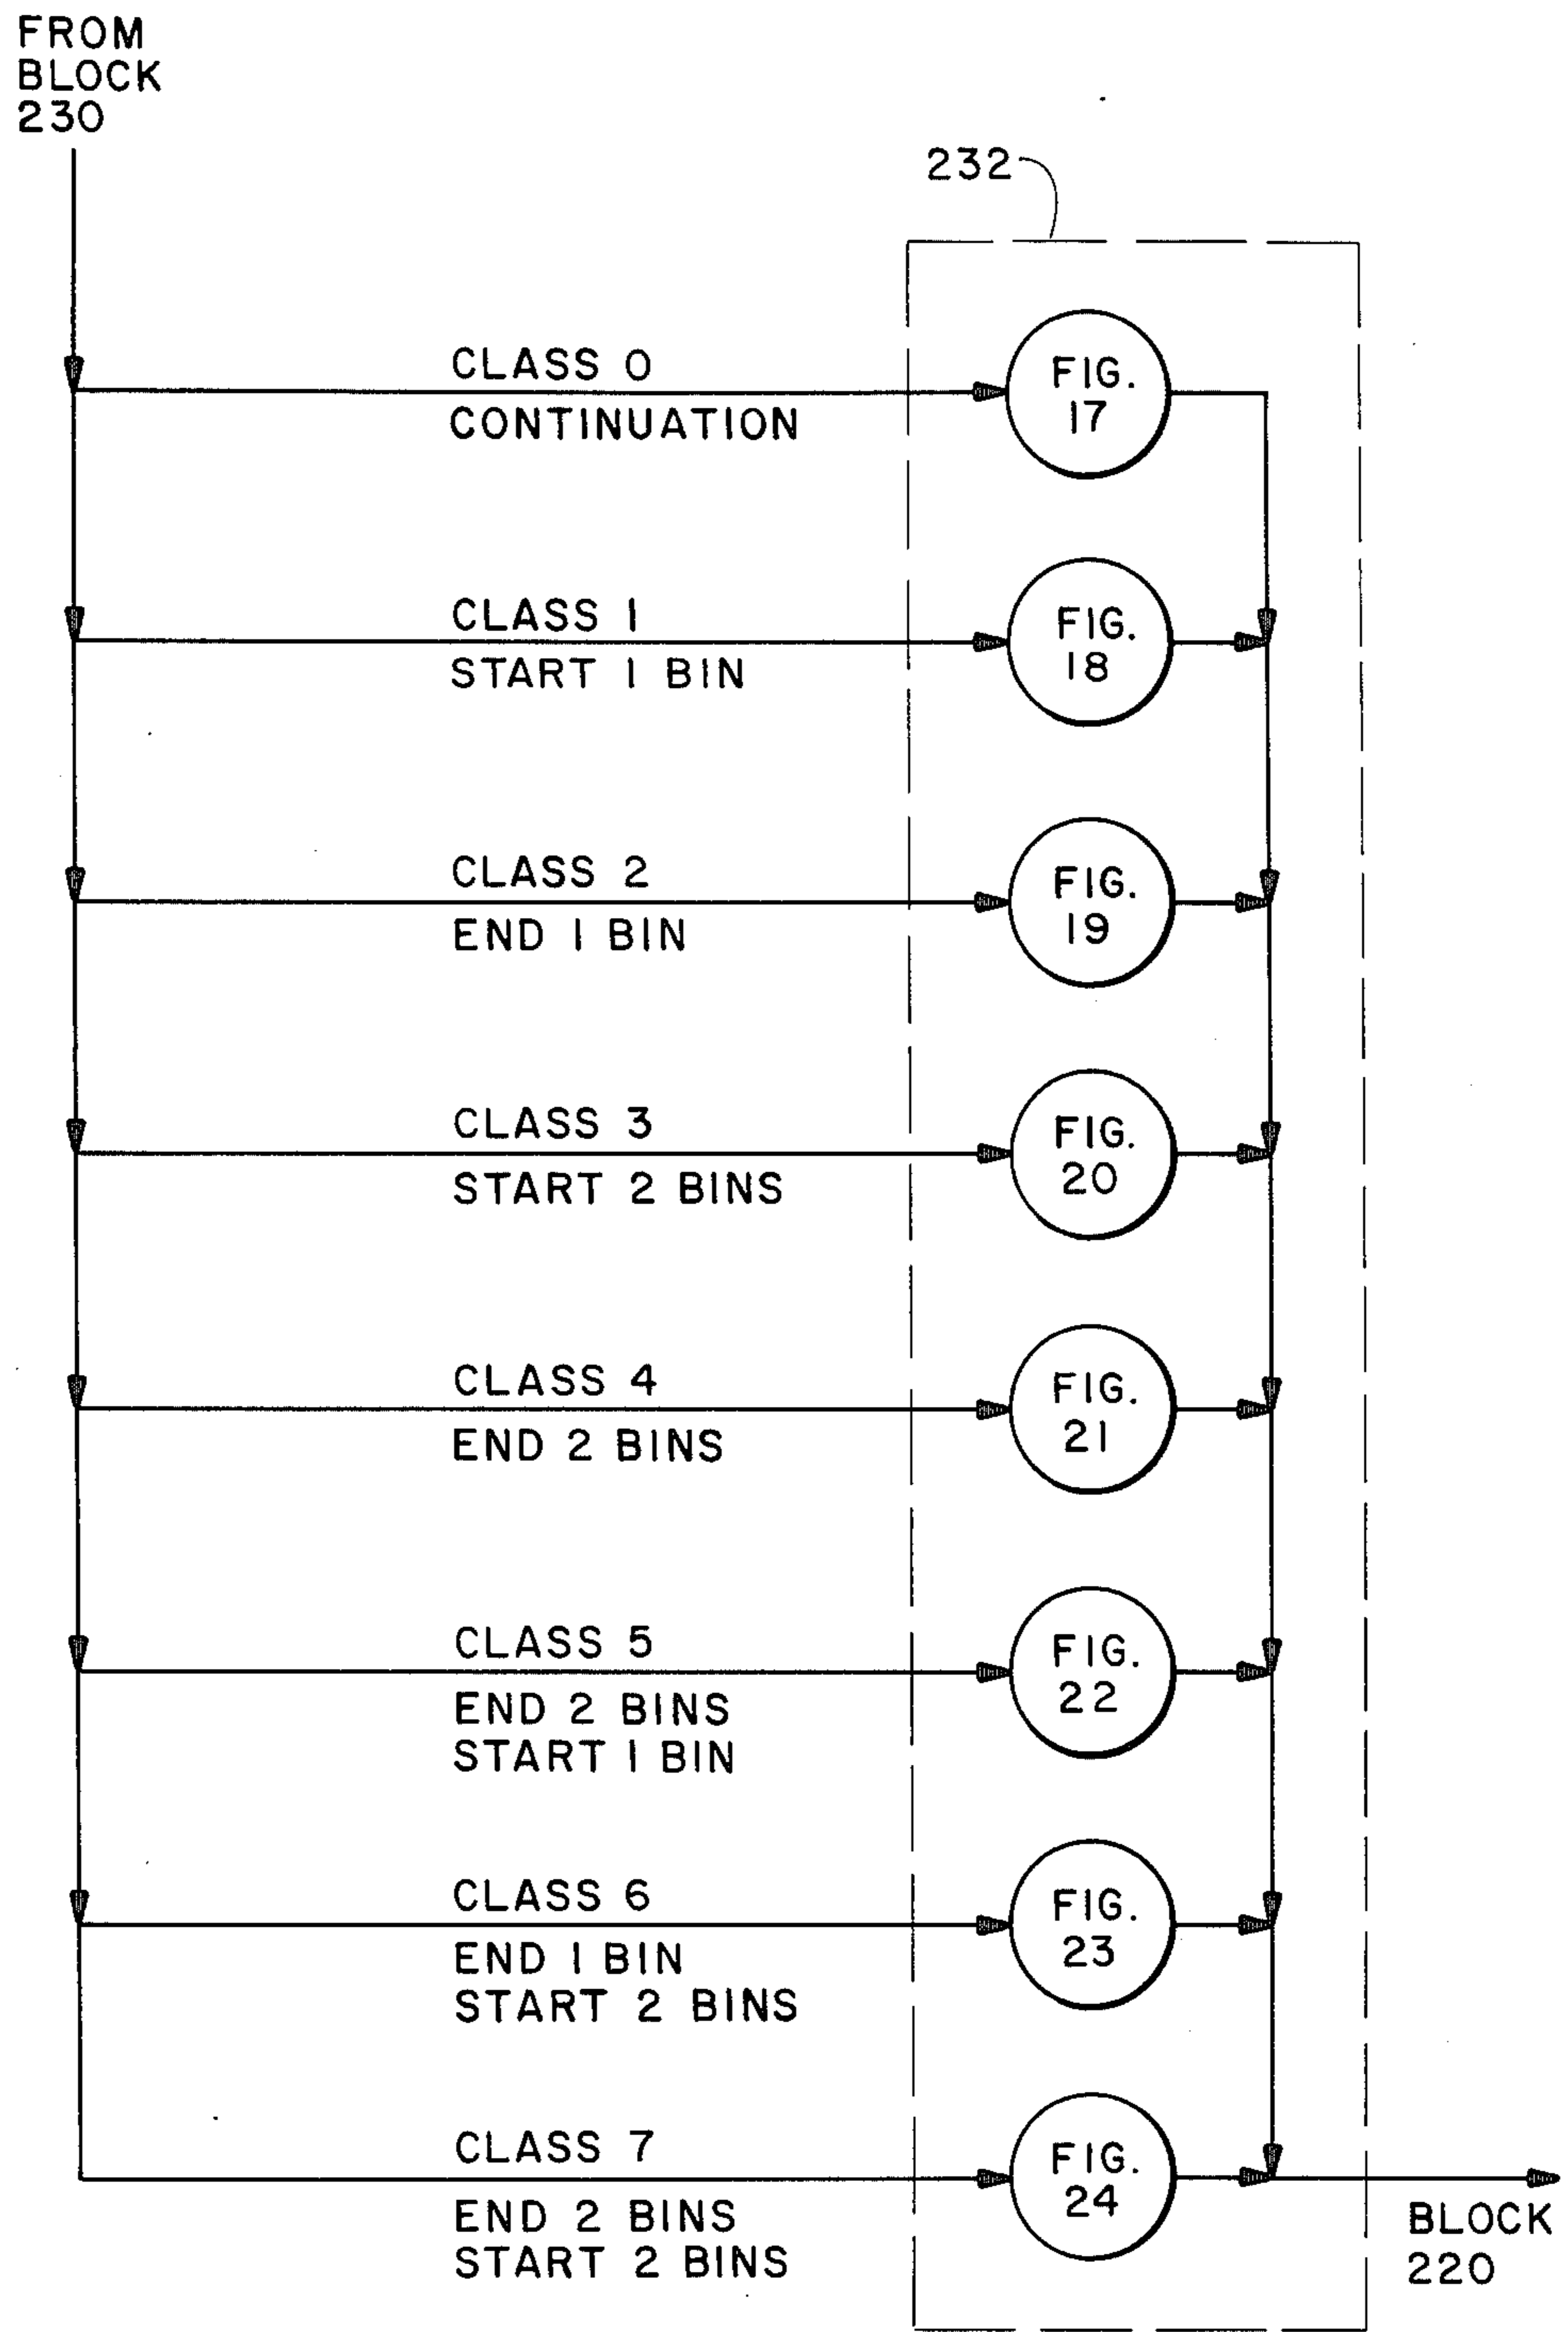 FROM
BLOCK
230
232
CLASS 0
CONTINUATION
FIG.
17
CLASS 1
START 1 BIN
FIG.
18
CLASS 2
END 1 BIN
FIG.
19
CLASS 3
START 2 BINS
FIG.
20
CLASS 4
END 2 BINS
FIG.
21
CLASS 5
END 2 BINS
START 1 BIN
FIG.
22
CLASS 6
END 1 BIN
START 2 BINS
FIG.
23
CLASS 7
END 2 BINS
START 2 BINS
FIG.
24
BLOCK
220